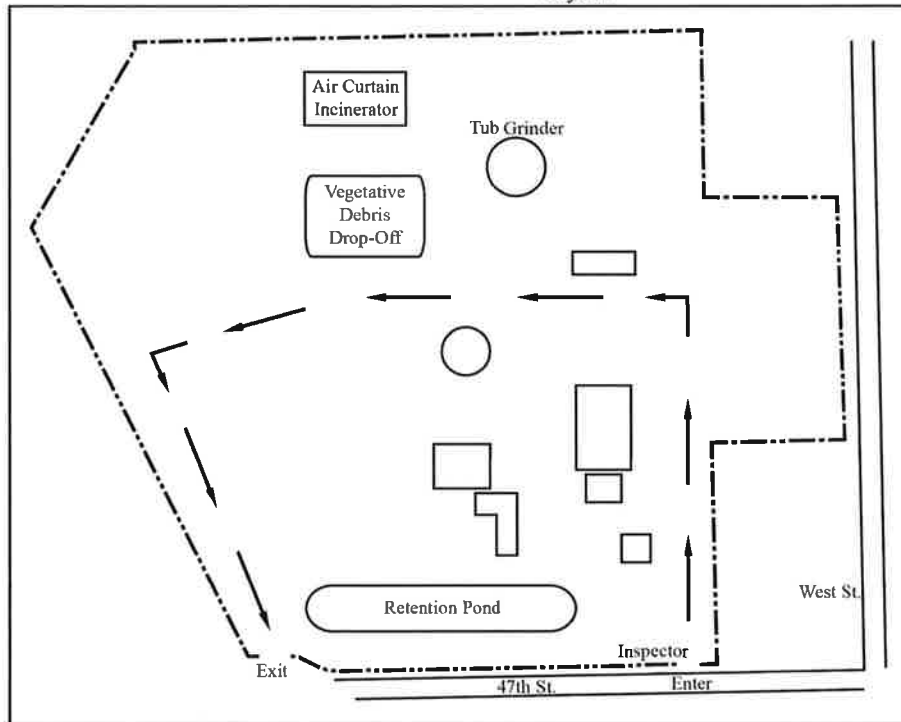 Air Curtain
Incinerator
Tub Grinder
Vegetative
Debris
Drop-Off
Retention Pond
West St.
Inspector
Exit
47th St.
Enter